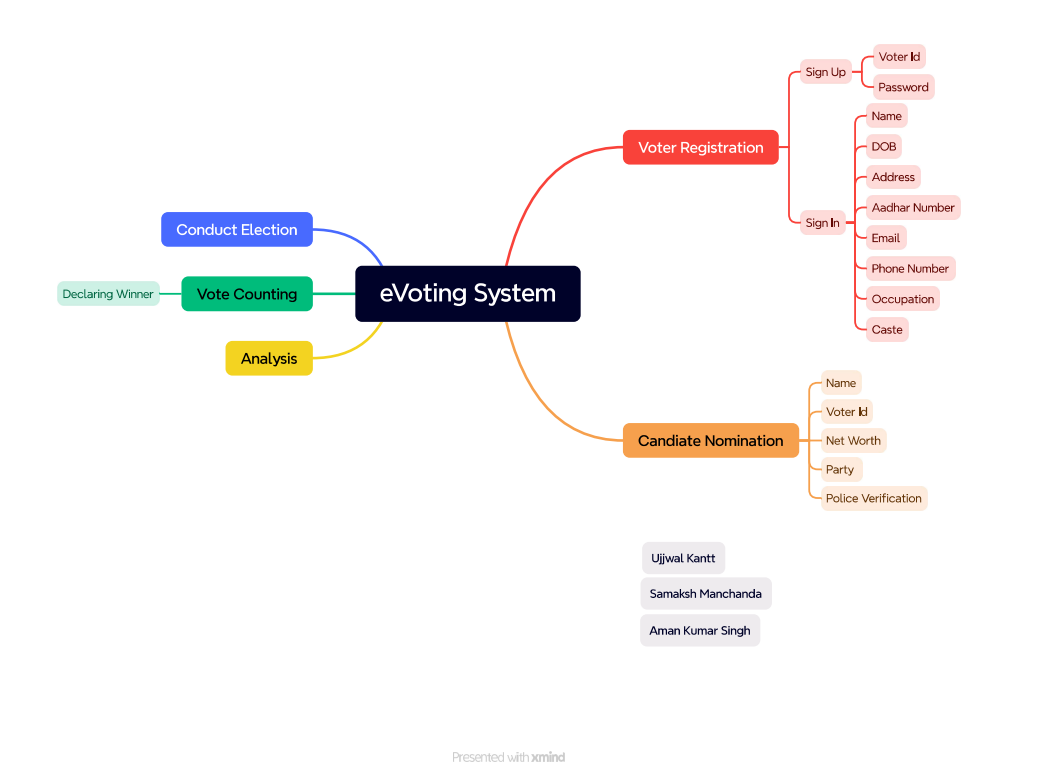 eVoting System
Voter Registration
Sign Up
Voter Id
Password
Sign In
Name
DOB
Address
Aadhar Number
Email
Phone Number
Occupation
Caste
Candiate Nomination
Name
Voter Id
Net Worth
Party
Police Verification
Conduct Election
Vote Counting
Declaring Winner
Analysis
Ujjwal Kantt
Samaksh Manchanda
Aman Kumar Singh
Presented with xmind